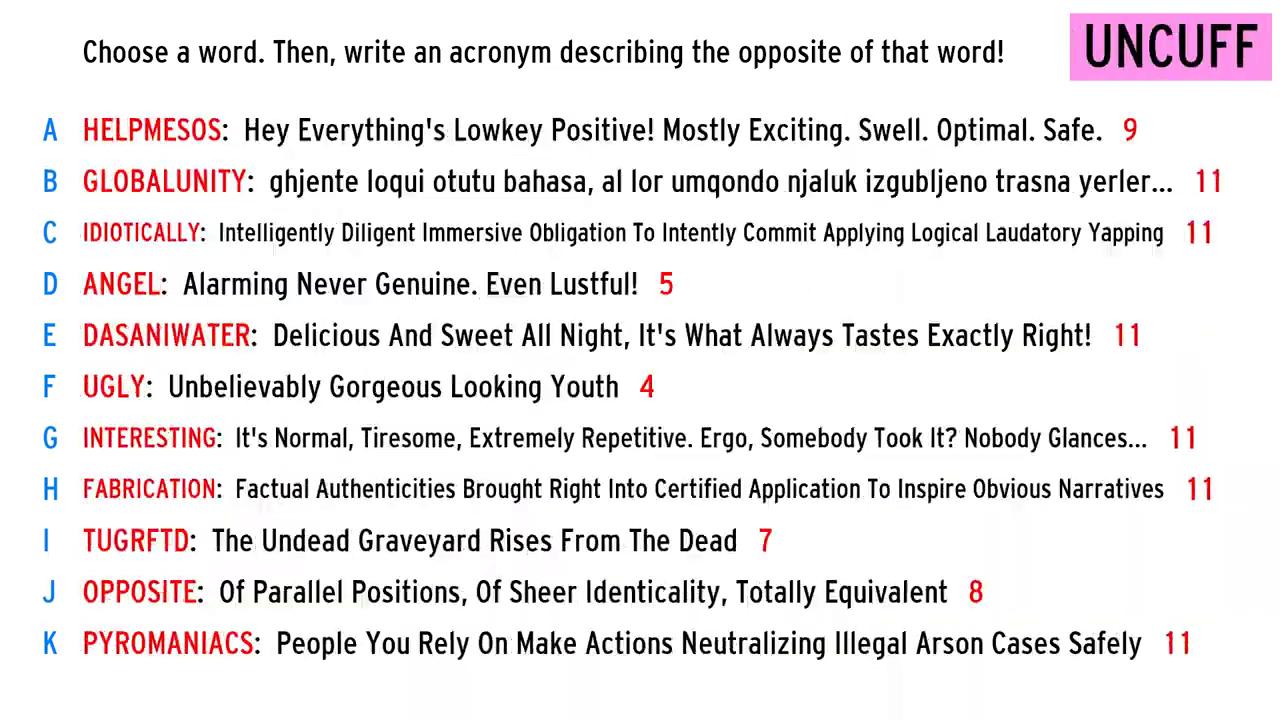 Choose a word. Then, write an acronym describing the opposite of that word!
UNCUFF
A HELPMESOS: Hey Everything's Lowkey Positive! Mostly Exciting. Swell. Optimal. Safe. 9
B GLOBALUNITY: ghjente loqui otutu bahasa, al lor umqondo njaluk izgubljeno trasna yerler... 11
C IDIOTICALLY: Intelligently Diligent Immersive Obligation To Intently Commit Applying Logical Laudatory Yapping 11
D ANGEL: Alarming Never Genuine. Even Lustful! 5
E DASANIWATER: Delicious And Sweet All Night, It's What Always Tastes Exactly Right! 11
F UGLY: Unbelievably Gorgeous Looking Youth 4
G INTERESTING: It's Normal, Tiresome, Extremely Repetitive. Ergo, Somebody Took It? Nobody Glances... 11
H FABRICATION: Factual Authenticities Brought Right Into Certified Application To Inspire Obvious Narratives 11
I TUGRFTD: The Undead Graveyard Rises From The Dead 7
J OPPOSITE: Of Parallel Positions, Of Sheer Identicality, Totally Equivalent 8
K PYROMANIACS: People You Rely On Make Actions Neutralizing Illegal Arson Cases Safely 11